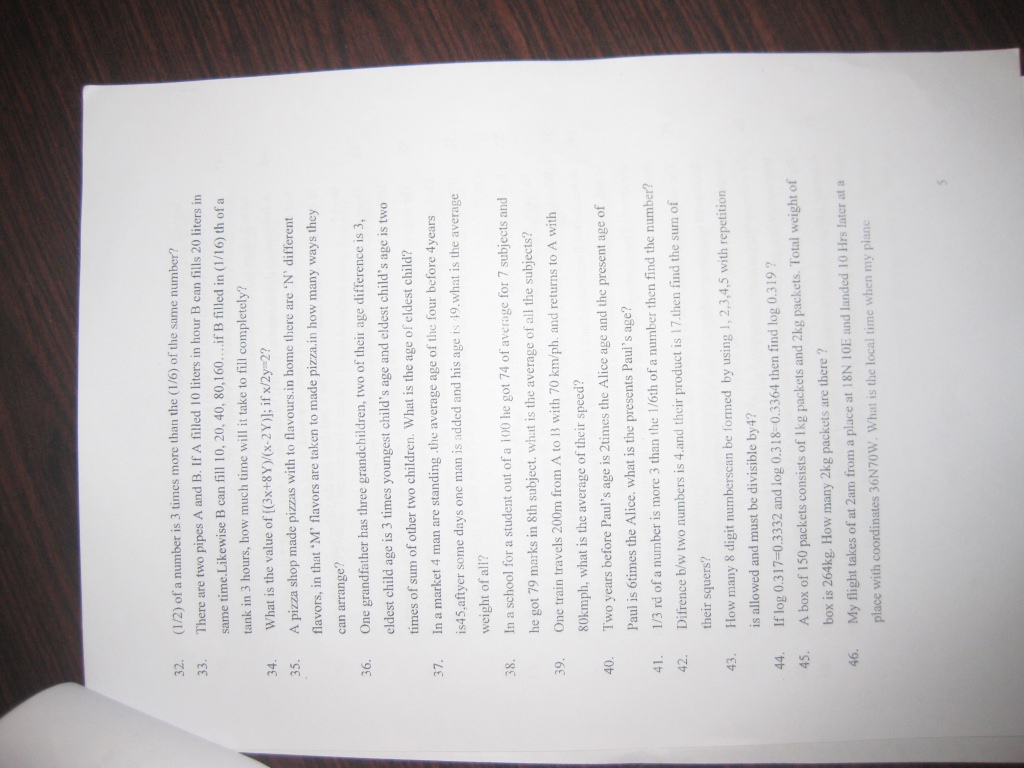 32. (1/2) of a number is 3 times more than the (1/6) of the same number?
33. There are two pipes A and B. If A filled 10 liters in hour B can fills 20 liters in
same time.Likewise B can fill 10, 20, 40, 80,160....if B filled in (1/16) th of a
tank in 3 hours, how much time will it take to fill completely?
34. What is the value of [(3x+8Y)/(x-2Y)]; if x/2y=2?
35. A pizza shop made pizzas with to flavours.in home there are 'N' different
flavors, in that 'M' flavors are taken to made pizza.in how many ways they
can arrange?
36. One grandfather has three grandchildren, two of their age difference is 3,
eldest child age is 3 times youngest child's age and eldest child's age is two
times of sum of other two children. What is the age of eldest child?
37. In a market 4 man are standing .the average age of the four before 4years
is45,aftyer some days one man is added and his age is 49.what is the average
weight of all?
38. In a school for a student out of a 100 he got 74 of average for 7 subjects and
he got 79 marks in 8th subject. what is the average of all the subjects?
39. One train travels 200m from A to B with 70 km/ph. and returns to A with
80kmph, what is the average of their speed?
40. Two years before Paul's age is 2times the Alice age and the present age of
Paul is 6times the Alice. what is the presents Paul's age?
41. 1/3 rd of a number is more 3 than the 1/6th of a number then find the number?
42. Difrence b/w two numbers is 4.and their product is 17.then find the sum of
their squers?
43. How many 8 digit numberscan be formed by using 1, 2,3,4,5 with repetition
is allowed and must be divisible by4?
44. If log 0.317=0.3332 and log 0.318=0.3364 then find log 0.319 ?
45. A box of 150 packets consists of 1kg packets and 2kg packets. Total weight of
box is 264kg. How many 2kg packets are there ?
46. My flight takes of at 2am from a place at 18N 10E and landed 10 Hrs later at a
place with coordinates 36N70W. What is the local time when my plane
5